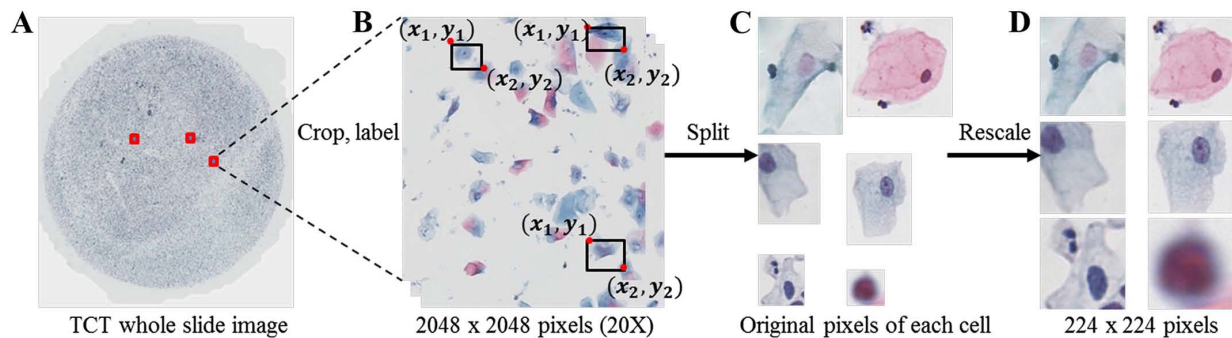 A
B
C
D
(x₁, y₁)
(x₁, y₁)
(x₂, y₂)
(x₂, y₂)
Crop, label
Split
Rescale
(x₁, y₁)
(x₂, y₂)
TCT whole slide image
2048 x 2048 pixels (20X)
Original pixels of each cell
224 x 224 pixels